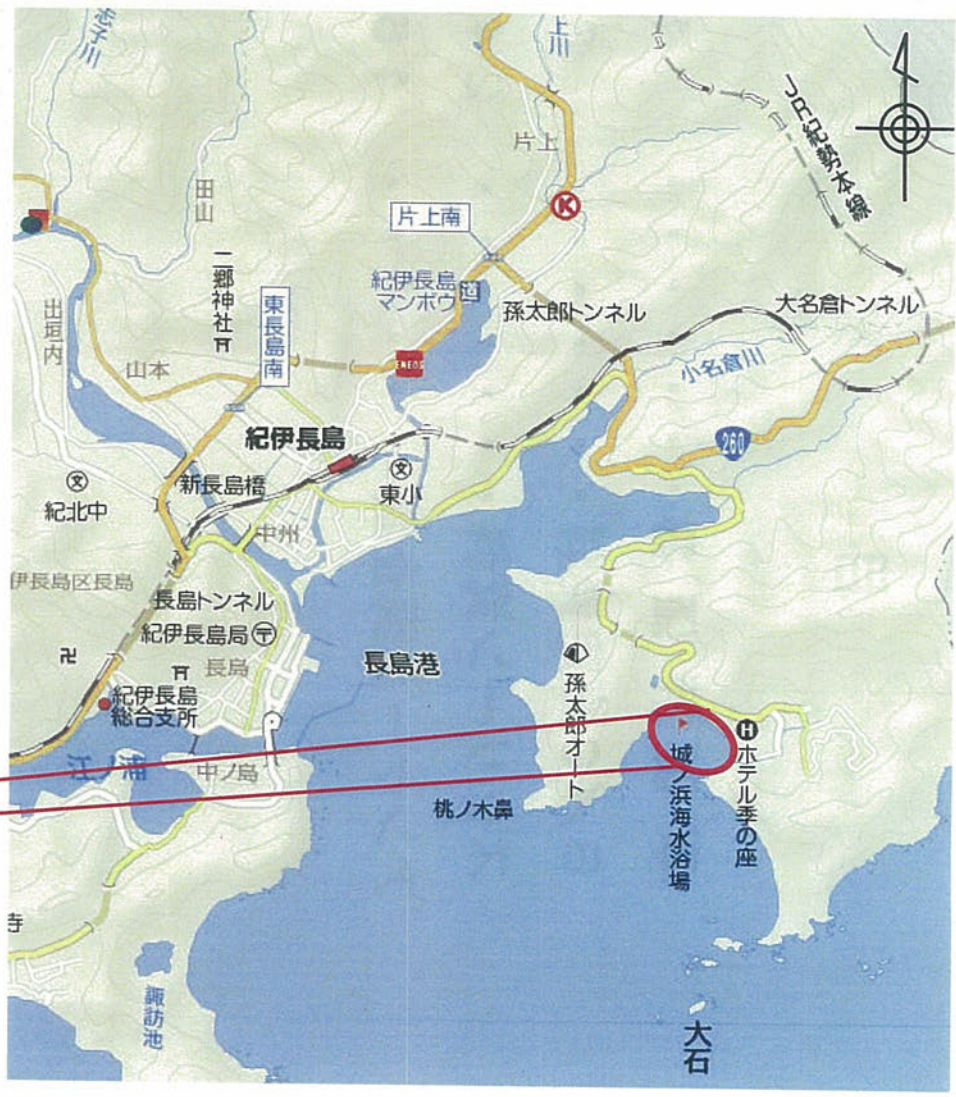 上川
JR紀勢本線
片上
田山
片上南
二郷神社
紀伊長島
マンボウ
道
孫太郎トンネル
大名倉トンネル
出垣内
東長島南
ENEOS
山本
小名倉川
紀伊長島
260
文
新長島橋
文
東小
紀北中
中州
伊長島区長島
長島トンネル
紀伊長島局
長島
長島港
孫太郎オート
紀伊長島
総合支所
H
ホテル季の座
城ノ浜海水浴場
江ノ浦
中ノ島
桃ノ木鼻
寺
諏訪池
大石
K